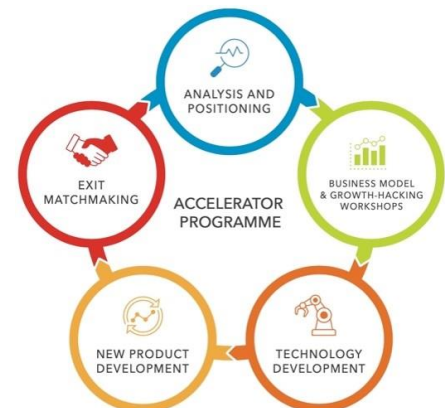 ANALYSIS AND
POSITIONING
BUSINESS MODEL
& GROWTH-HACKING
WORKSHOPS
TECHNOLOGY
DEVELOPMENT
NEW PRODUCT
DEVELOPMENT
EXIT
MATCHMAKING
ACCELERATOR
PROGRAMME